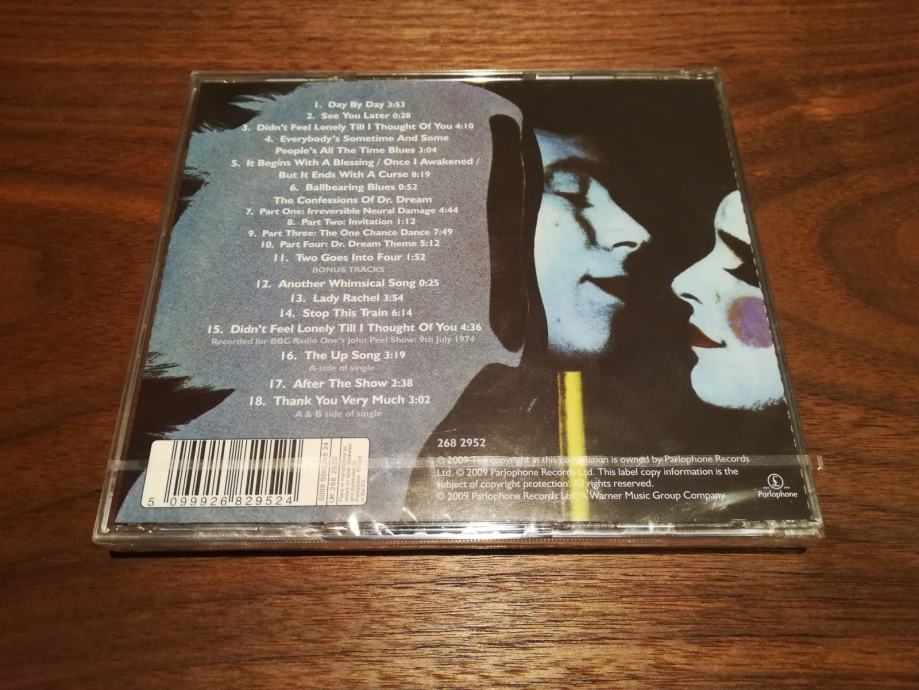 1. Day By Day 3:53
2. See You Later 0:28
3. Didn't Feel Lonely Till I Thought Of You 4:10
4. Everybody's Sometime And Some
People's All The Time Blues 3:04
5. It Begins With A Blessing / Once I Awakened /
But It Ends With A Curse 8:19
6. Ballbearing Blues 0:52
The Confessions Of Dr. Dream
7. Part One: Irreversible Neural Damage 4:44
8. Part Two: Invitation 1:12
9. Part Three: The One Chance Dance 7:49
10. Part Four: Dr. Dream Theme 5:12
11. Two Goes Into Four 1:52
BONUS TRACKS
12. Another Whimsical Song 0:25
13. Lady Rachel 3:54
14. Stop This Train 6:14
15. Didn't Feel Lonely Till I Thought Of You 4:36
Recorded for BBC Radio One's John Peel Show: 9th July 1974
16. The Up Song 3:19
A-side of single
17. After The Show 2:38
18. Thank You Very Much 3:02
A & B side of single
5 099926 829524
268 2952
© 2009 The copyright in this compilation is owned by Parlophone Records
Ltd. © 2009 Parlophone Records Ltd. This label copy information is the
subject of copyright protection. All rights reserved.
© 2009 Parlophone Records Ltd. A Warner Music Group Company.
£
Parlophone